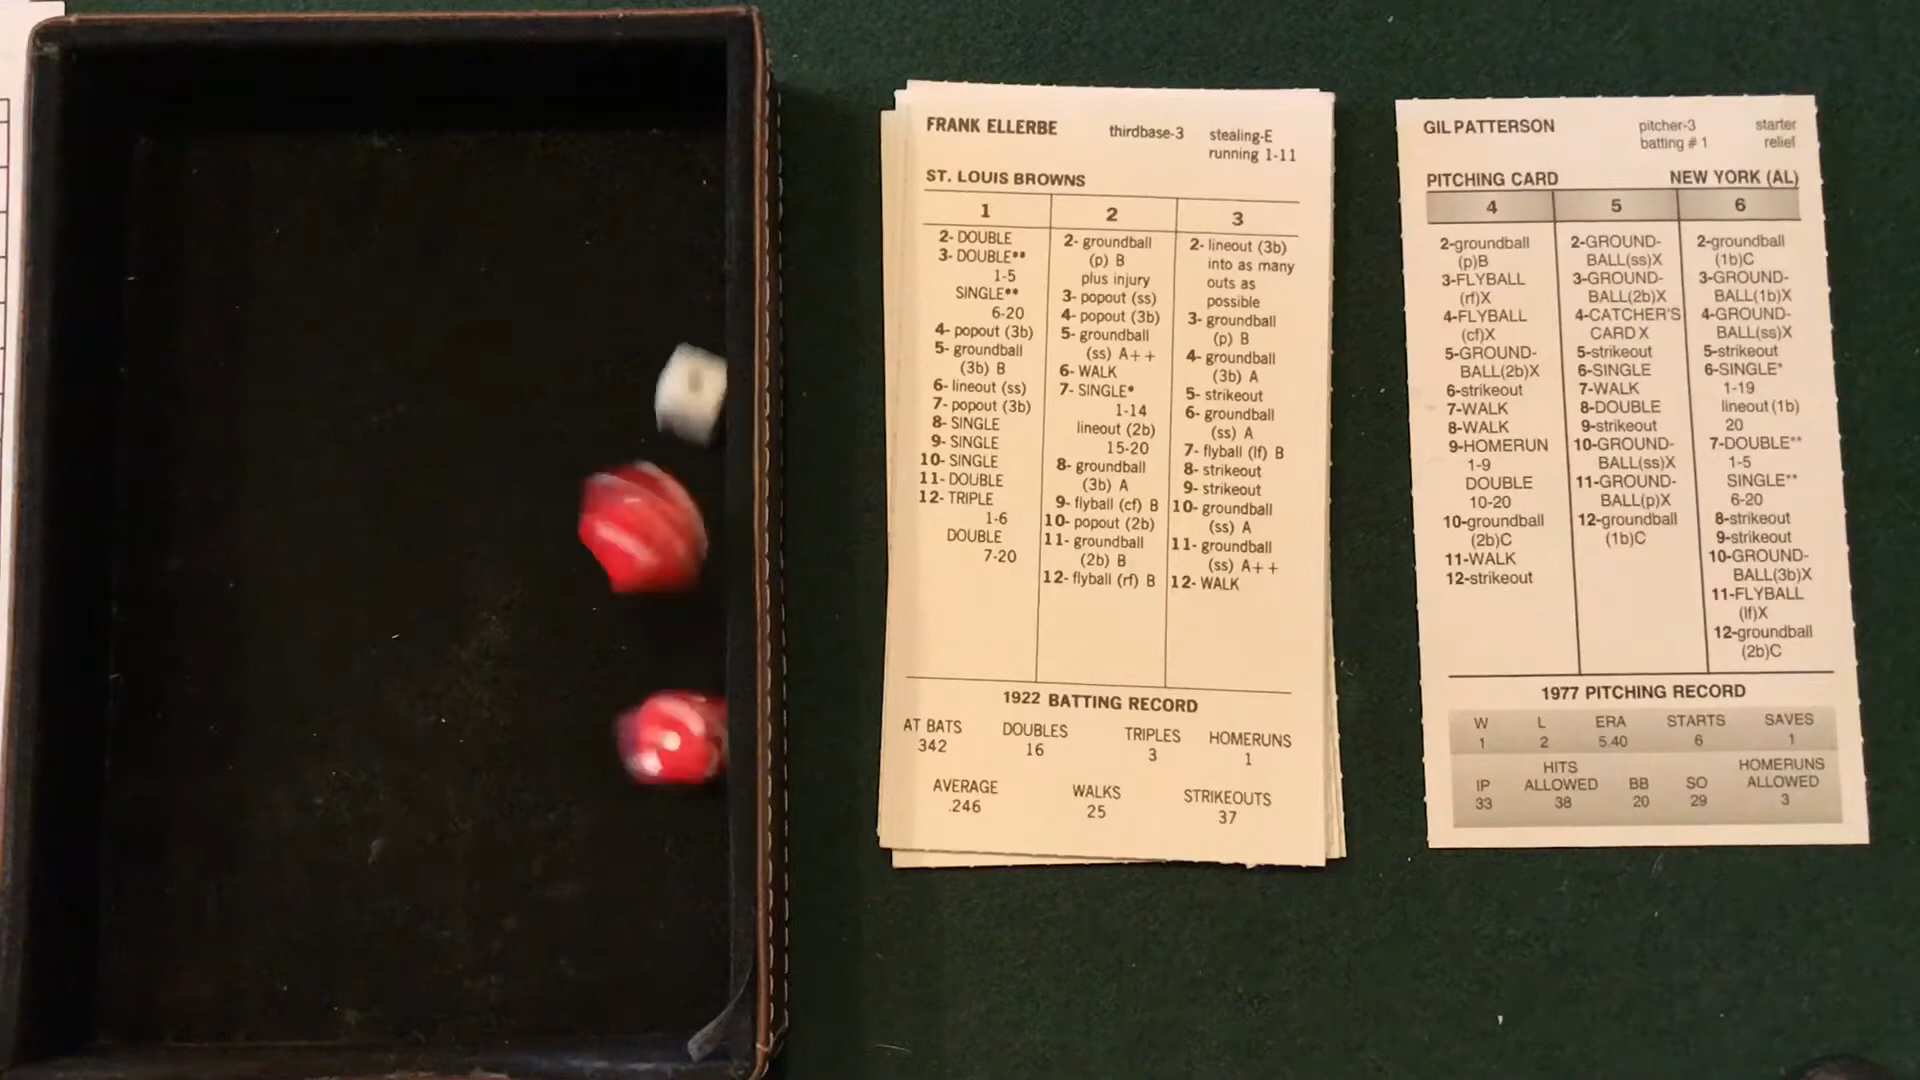 FRANK ELLERBE
thirdbase-3
stealing-E
running 1-11
ST. LOUIS BROWNS
1
2
3
2- DOUBLE
3- DOUBLE**
1-5
SINGLE**
6-20
4- popout (3b)
5- groundball
(3b) B
6- lineout (ss)
7- popout (3b)
8- SINGLE
9- SINGLE
10- SINGLE
11- DOUBLE
12- TRIPLE
1-6
DOUBLE
7-20
2- groundball
(p) B
plus injury
3- popout (ss)
4- popout (3b)
5- groundball
(ss) A++
6- WALK
7- SINGLE*
1-14
lineout (2b)
15-20
8- groundball
(3b) A
9- flyball (cf) B
10- popout (2b)
11- groundball
(2b) B
12- flyball (rf) B
2- lineout (3b)
into as many
outs as
possible
3- groundball
(p) B
4- groundball
(3b) A
5- strikeout
6- groundball
(ss) A
7- flyball (lf) B
8- strikeout
9- strikeout
10- groundball
(ss) A
11- groundball
(ss) A++
12- WALK
1922 BATTING RECORD
AT BATS DOUBLES TRIPLES HOMERUNS
342 16 3 1
AVERAGE WALKS STRIKEOUTS
.246 25 37
GIL PATTERSON
pitcher-3
batting # 1
starter
relief
PITCHING CARD NEW YORK (AL)
4
5
6
2-groundball
(p)B
3-FLYBALL
(rf)X
4-FLYBALL
(cf)X
5-GROUND-
BALL(2b)X
6-strikeout
7-WALK
8-WALK
9-HOMERUN
1-9
DOUBLE
10-20
10-groundball
(2b)C
11-WALK
12-strikeout
2-GROUND-
BALL(ss)X
3-GROUND-
BALL(2b)X
4-CATCHER'S
CARD X
5-strikeout
6-SINGLE
7-WALK
8-DOUBLE
9-strikeout
10-GROUND-
BALL(ss)X
11-GROUND-
BALL(p)X
12-groundball
(1b)C
2-groundball
(1b)C
3-GROUND-
BALL(1b)X
4-GROUND-
BALL(ss)X
5-strikeout
6-SINGLE*
1-19
lineout (1b)
20
7-DOUBLE**
1-5
SINGLE**
6-20
8-strikeout
9-strikeout
10-GROUND-
BALL(3b)X
11-FLYBALL
(lf)X
12-groundball
(2b)C
1977 PITCHING RECORD
W L ERA STARTS SAVES
1 2 5.40 6 1
IP HITS ALLOWED BB SO HOMERUNS ALLOWED
33 38 20 29 3